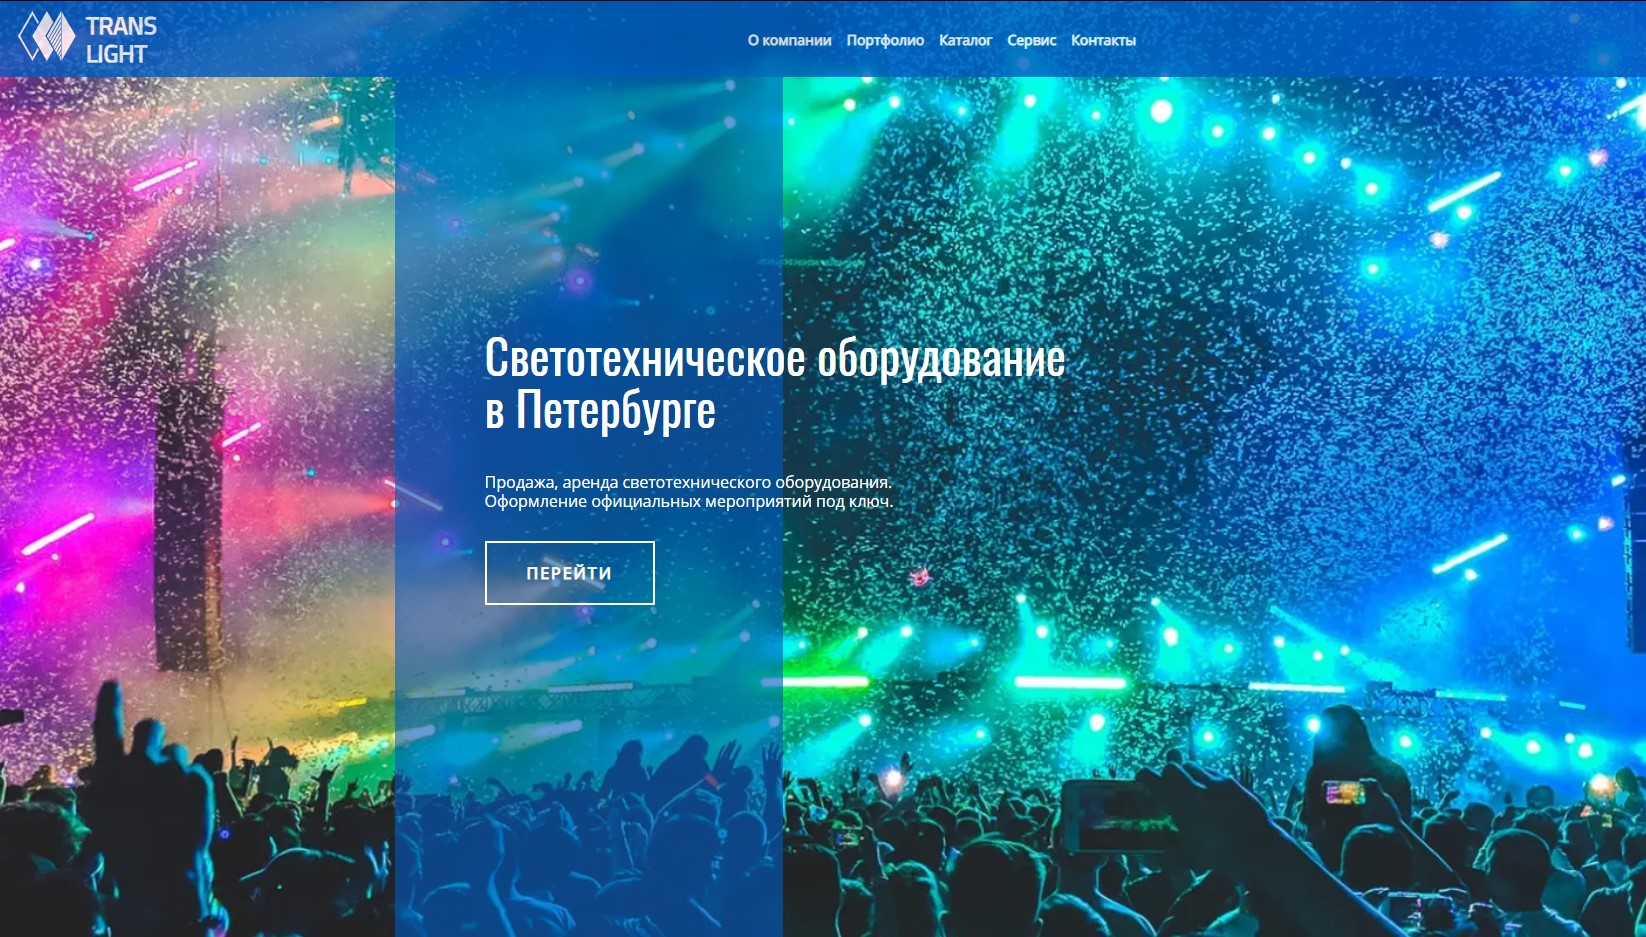 TRANS
LIGHT
О компании Портфолио Каталог Сервис Контакты
Светотехническое оборудование
в Петербурге
Продажа, аренда светотехнического оборудования.
Оформление официальных мероприятий под ключ.
ПЕРЕЙТИ